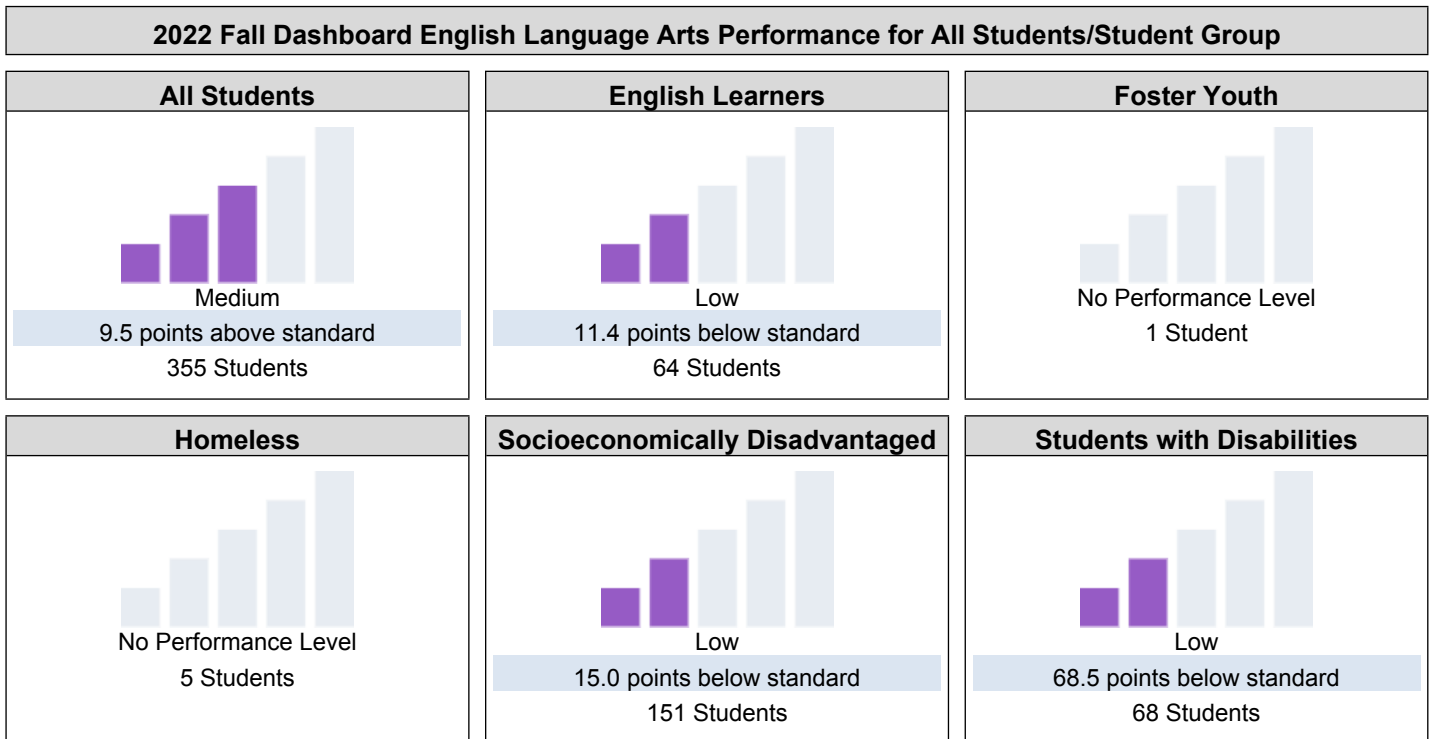 2022 Fall Dashboard English Language Arts Performance for All Students/Student Group
All Students
Medium
9.5 points above standard
355 Students
English Learners
Low
11.4 points below standard
64 Students
Foster Youth
No Performance Level
1 Student
Homeless
No Performance Level
5 Students
Socioeconomically Disadvantaged
Low
15.0 points below standard
151 Students
Students with Disabilities
Low
68.5 points below standard
68 Students